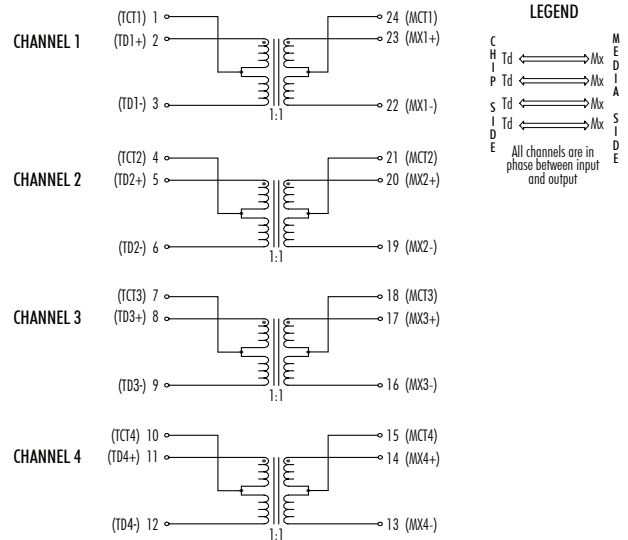 CHANNEL 1
(TCT1) 1
(TD1+) 2
(TD1-) 3
24 (MCT1)
23 (MX1+)
22 (MX1-)
1:1
CHANNEL 2
(TCT2) 4
(TD2+) 5
(TD2-) 6
21 (MCT2)
20 (MX2+)
19 (MX2-)
1:1
CHANNEL 3
(TCT3) 7
(TD3+) 8
(TD3-) 9
18 (MCT3)
17 (MX3+)
16 (MX3-)
1:1
CHANNEL 4
(TCT4) 10
(TD4+) 11
(TD4-) 12
15 (MCT4)
14 (MX4+)
13 (MX4-)
1:1
LEGEND
CHIP SIDE
Td Mx
Td Mx
Td Mx
Td Mx
MEDIA SIDE
All channels are in
phase between input
and output